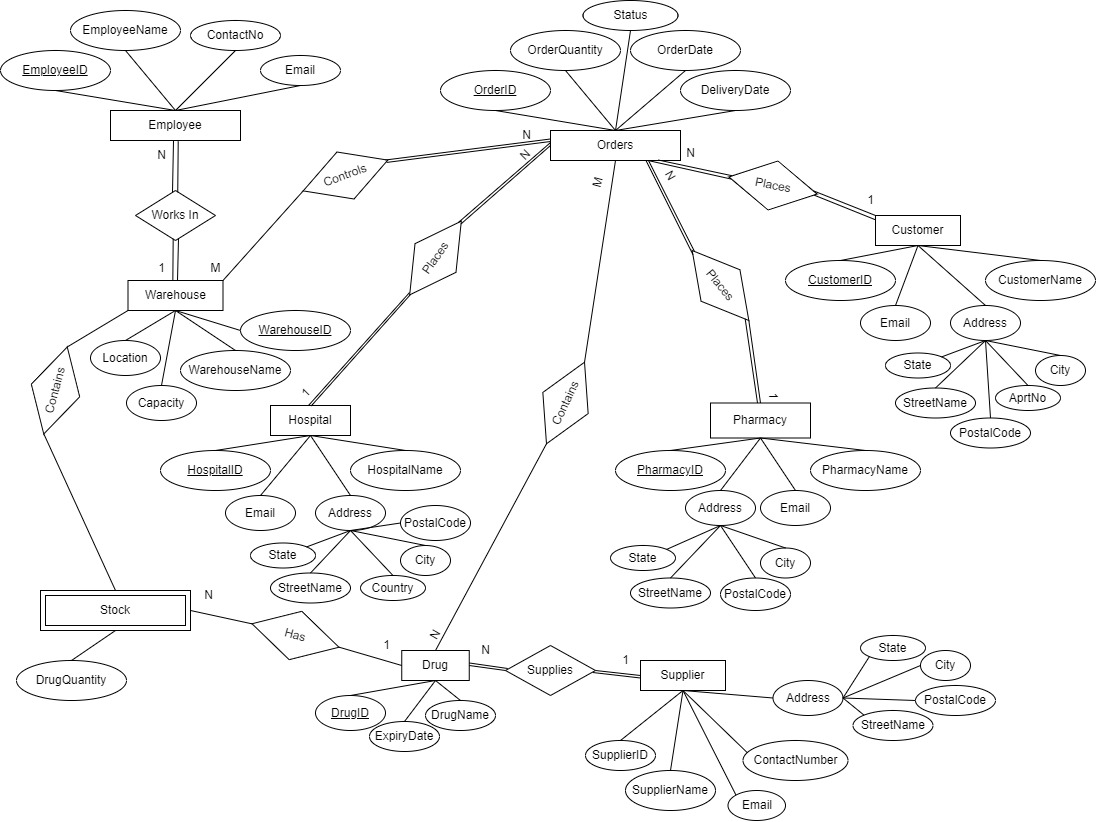 Status
EmployeeName
ContactNo
OrderQuantity
OrderDate
EmployeeID
Email
OrderID
DeliveryDate
Employee
N
Orders
N
N
N
N
M
Controls
Places
1
Works In
Customer
Places
Places
1
M
Warehouse
CustomerID
CustomerName
WarehouseID
Location
WarehouseName
Email
Address
Contains
Capacity
State
City
StreetName
AprtNo
PostalCode
Contains
1
1
Hospital
Pharmacy
HospitalID
HospitalName
PharmacyID
PharmacyName
Email
Address
PostalCode
Address
Email
State
City
StreetName
Country
State
City
StreetName
PostalCode
Stock
N
Has
1
N
Drug
N
Supplies
1
Supplier
DrugQuantity
DrugID
DrugName
ExpiryDate
State
City
Address
PostalCode
StreetName
SupplierID
ContactNumber
SupplierName
Email